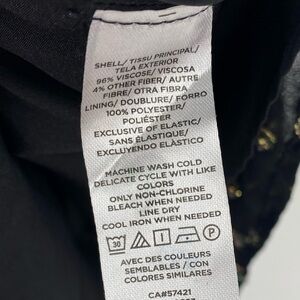 SHELL/ TISSU PRINCIPAL/
TELA EXTERIOR
96% VISCOSE/ VISCOSA
4% OTHER FIBER/ AUTRE
FIBRE/ OTRA FIBRA
LINING/ DOUBLURE/ FORRO
100% POLYESTER/
POLIÉSTER
EXCLUSIVE OF ELASTIC/
SANS ÉLASTIQUE/
EXCLUYENDO ELÁSTICO
MACHINE WASH COLD
DELICATE CYCLE WITH LIKE
COLORS
ONLY NON-CHLORINE
BLEACH WHEN NEEDED
LINE DRY
COOL IRON WHEN NEEDED
30 P
AVEC DES COULEURS
SEMBLABLES / CON
COLORES SIMILARES
CA#57421